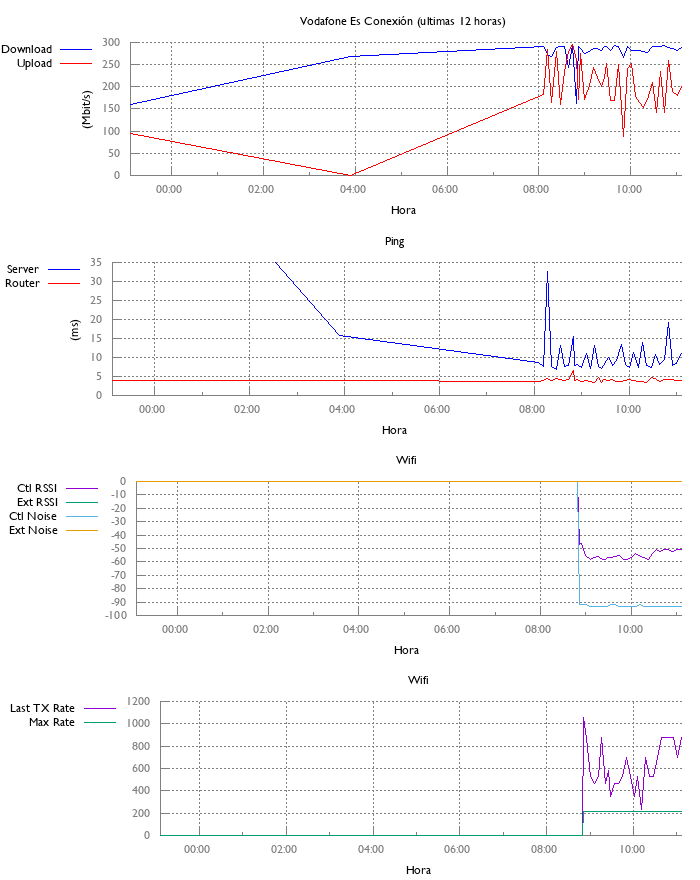 Vodafone Es Conexión (ultimas 12 horas)
Download
Upload
300
250
200
150
100
50
0
(Mbit/s)
00:00 02:00 04:00 06:00 08:00 10:00
Hora
Ping
Server
Router
35
30
25
20
15
10
5
0
(ms)
00:00 02:00 04:00 06:00 08:00 10:00
Hora
Wifi
Ctl RSSI
Ext RSSI
Ctl Noise
Ext Noise
0
-10
-20
-30
-40
-50
-60
-70
-80
-90
-100
00:00 02:00 04:00 06:00 08:00 10:00
Hora
Wifi
Last TX Rate
Max Rate
1200
1000
800
600
400
200
0
00:00 02:00 04:00 06:00 08:00 10:00
Hora